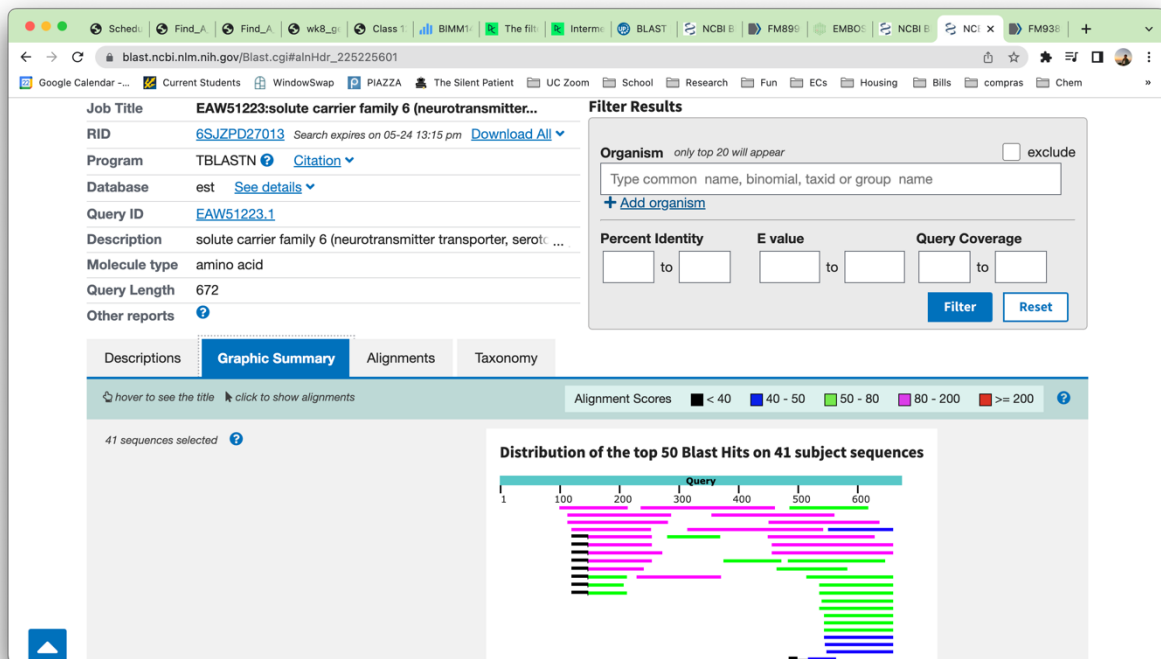 Schedu Find_A Find_A wk8_g Class 1 BIMM14 The filt Interme BLAST NCBI B FM899 EMBOS NCBI B NCE FM938
blast.ncbi.nlm.nih.gov/Blast.cgi#alnHdr_225225601
Google Calendar -... Current Students WindowSwap PIAZZA The Silent Patient UC Zoom School Research Fun ECs Housing Bills compras Chem »
Job Title EAW51223:solute carrier family 6 (neurotransmitter...
RID 6SJZPD27013 Search expires on 05-24 13:15 pm Download All
Program TBLASTN ? Citation
Database est See details
Query ID EAW51223.1
Description solute carrier family 6 (neurotransmitter transporter, seroto ...
Molecule type amino acid
Query Length 672
Other reports ?
Filter Results
Organism only top 20 will appear exclude
Type common name, binomial, taxid or group name
+ Add organism
Percent Identity E value Query Coverage
to to to
Filter Reset
Descriptions Graphic Summary Alignments Taxonomy
hover to see the title click to show alignments
Alignment Scores < 40 40 - 50 50 - 80 80 - 200 >= 200 ?
41 sequences selected ?
Distribution of the top 50 Blast Hits on 41 subject sequences
Query
1 100 200 300 400 500 600